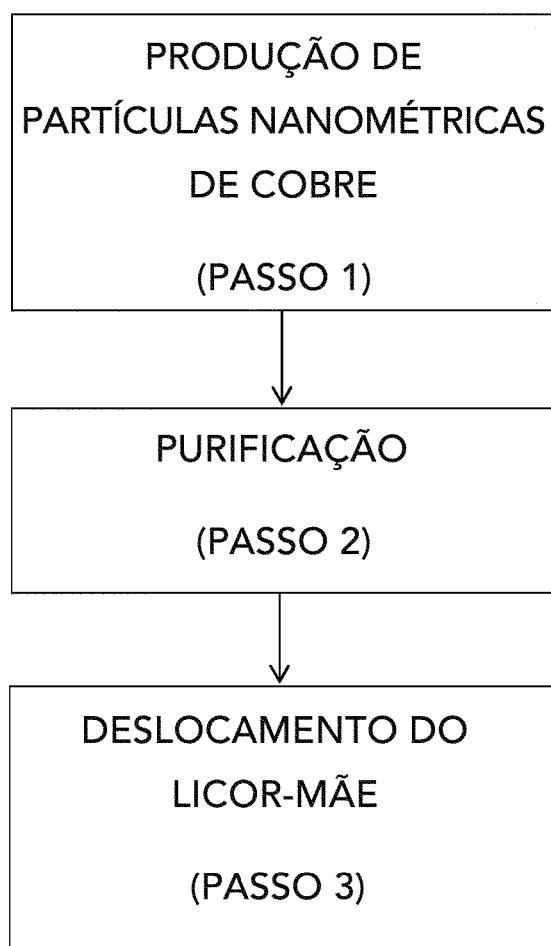 PRODUÇÃO DE
PARTÍCULAS NANOMÉTRICAS
DE COBRE
(PASSO 1)
PURIFICAÇÃO
(PASSO 2)
DESLOCAMENTO DO
LICOR-MÃE
(PASSO 3)